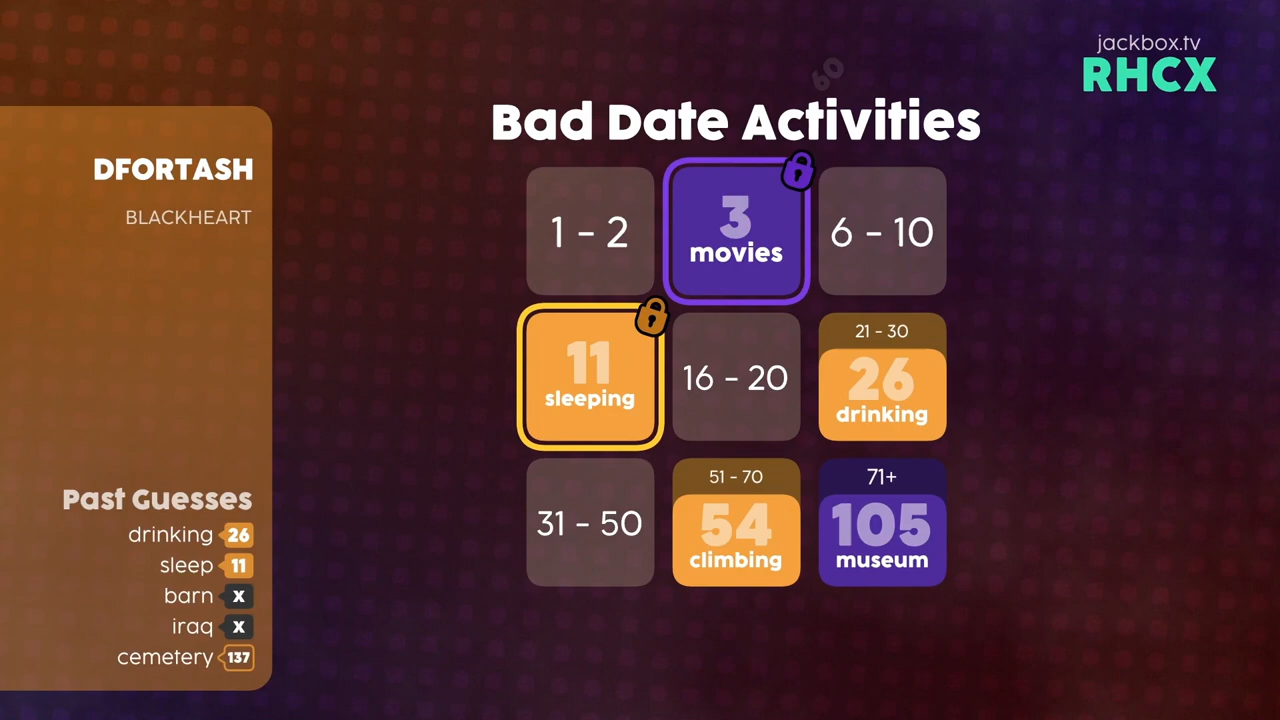 jackbox.tv
RHCX
60
Bad Date Activities
DFORTASH
BLACKHEART
1 - 2
3
movies
6 - 10
11
sleeping
16 - 20
21 - 30
26
drinking
31 - 50
51 - 70
54
climbing
71+
105
museum
Past Guesses
drinking 26
sleep 11
barn X
iraq X
cemetery 137